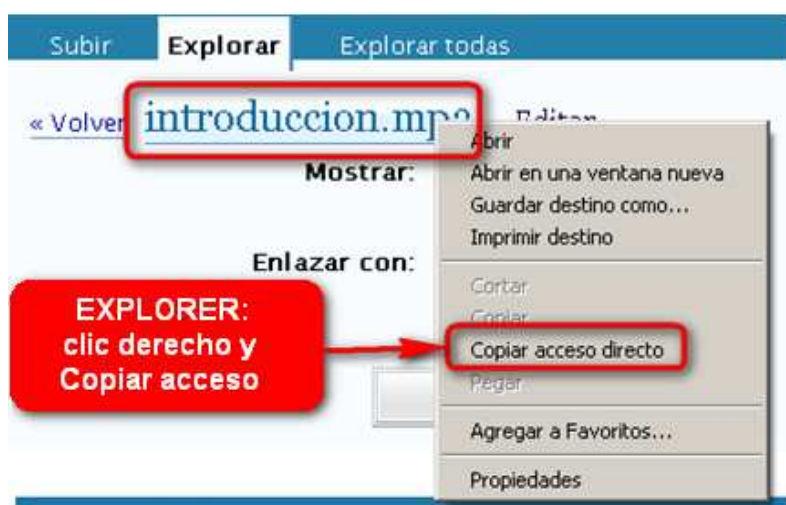 Subir Explorar Explorar todas
« Volver introduccion.mp3 Editan
Mostrar:
Enlazar con:
EXPLORER:
clic derecho y
Copiar acceso
Abrir
Abrir en una ventana nueva
Guardar destino como...
Imprimir destino
Cortar
Copiar
Copiar acceso directo
Pegar
Agregar a Favoritos...
Propiedades